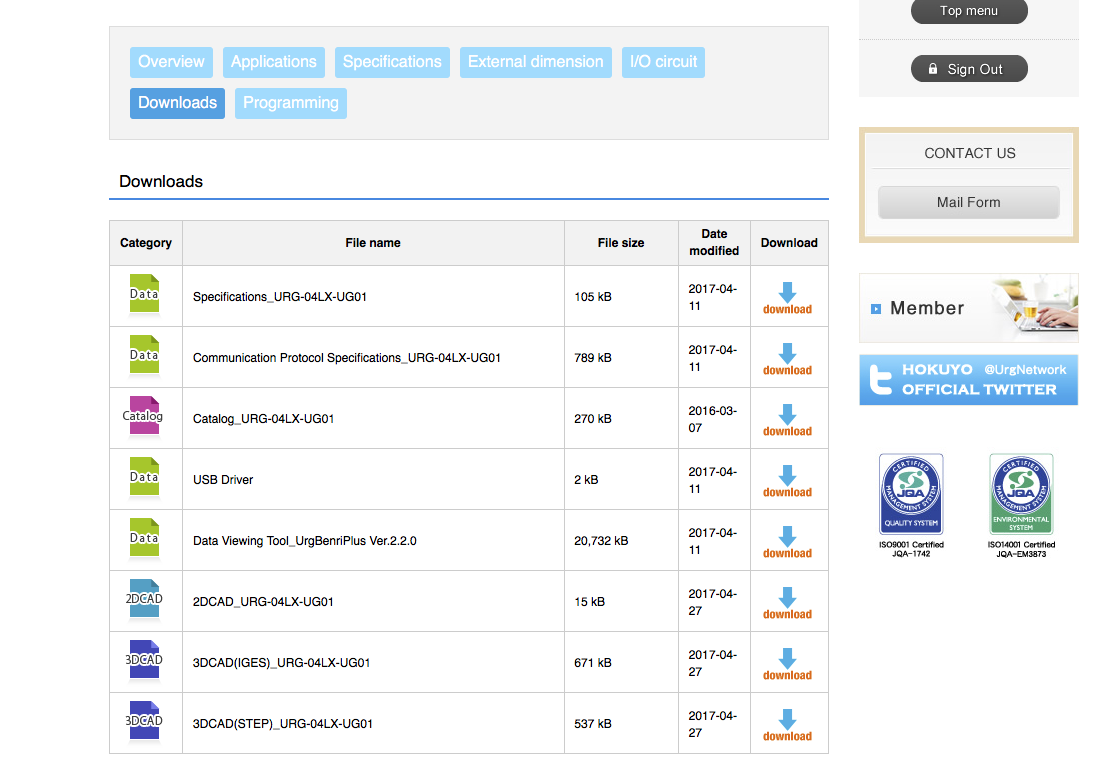 Top menu
Sign Out
Overview Applications Specifications External dimension I/O circuit
Downloads Programming
CONTACT US
Mail Form
Downloads
Category File name File size Date modified Download
Data Specifications_URG-04LX-UG01 105 kB 2017-04-11 download
Data Communication Protocol Specifications_URG-04LX-UG01 789 kB 2017-04-11 download
Catalog Catalog_URG-04LX-UG01 270 kB 2016-03-07 download
Data USB Driver 2 kB 2017-04-11 download
Data Data Viewing Tool_UrgBenriPlus Ver.2.2.0 20,732 kB 2017-04-11 download
2DCAD 2DCAD_URG-04LX-UG01 15 kB 2017-04-27 download
3DCAD 3DCAD(IGES)_URG-04LX-UG01 671 kB 2017-04-27 download
3DCAD 3DCAD(STEP)_URG-04LX-UG01 537 kB 2017-04-27 download
Member
HOKUYO @UrgNetwork
OFFICIAL TWITTER
CERTIFIED
JQA
MANAGEMENT SYSTEM
QUALITY SYSTEM
ISO9001 Certified
JQA-1742
CERTIFIED
JQA
MANAGEMENT SYSTEM
ENVIRONMENTAL
SYSTEM
ISO14001 Certified
JQA-EM3873